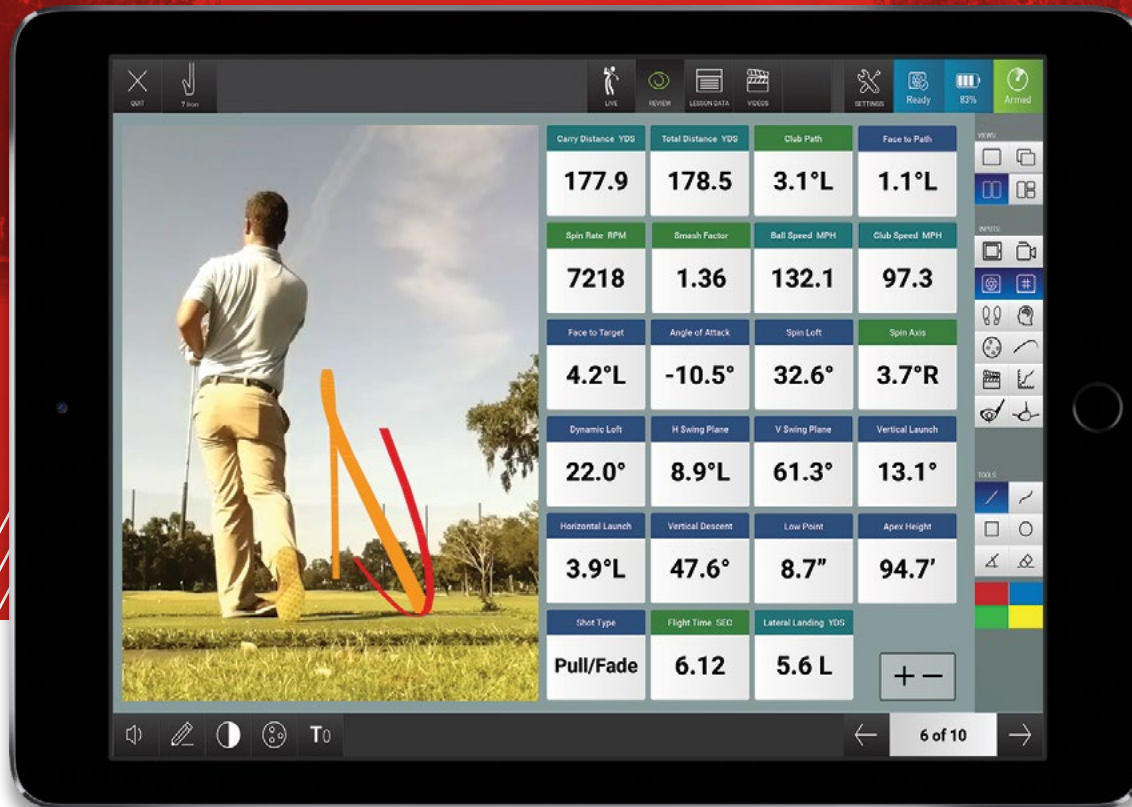 QUIT
7 Iron
LIVE
REVIEW
LESSON DATA
VIDEOS
SETTINGS
Ready
83%
Armed
Carry Distance YDS
177.9
Total Distance YDS
178.5
Club Path
3.1°L
Face to Path
1.1°L
Spin Rate RPM
7218
Smash Factor
1.36
Ball Speed MPH
132.1
Club Speed MPH
97.3
Face to Target
4.2°L
Angle of Attack
-10.5°
Spin Loft
32.6°
Spin Axis
3.7°R
Dynamic Loft
22.0°
H Swing Plane
8.9°L
V Swing Plane
61.3°
Vertical Launch
13.1°
Horizontal Launch
3.9°L
Vertical Descent
47.6°
Low Point
8.7”
Apex Height
94.7’
Shot Type
Pull/Fade
Flight Time SEC
6.12
Lateral Landing YDS
5.6 L
+ −
VIEWS:
INPUTS:
#
TOOLS:
T0
6 of 10